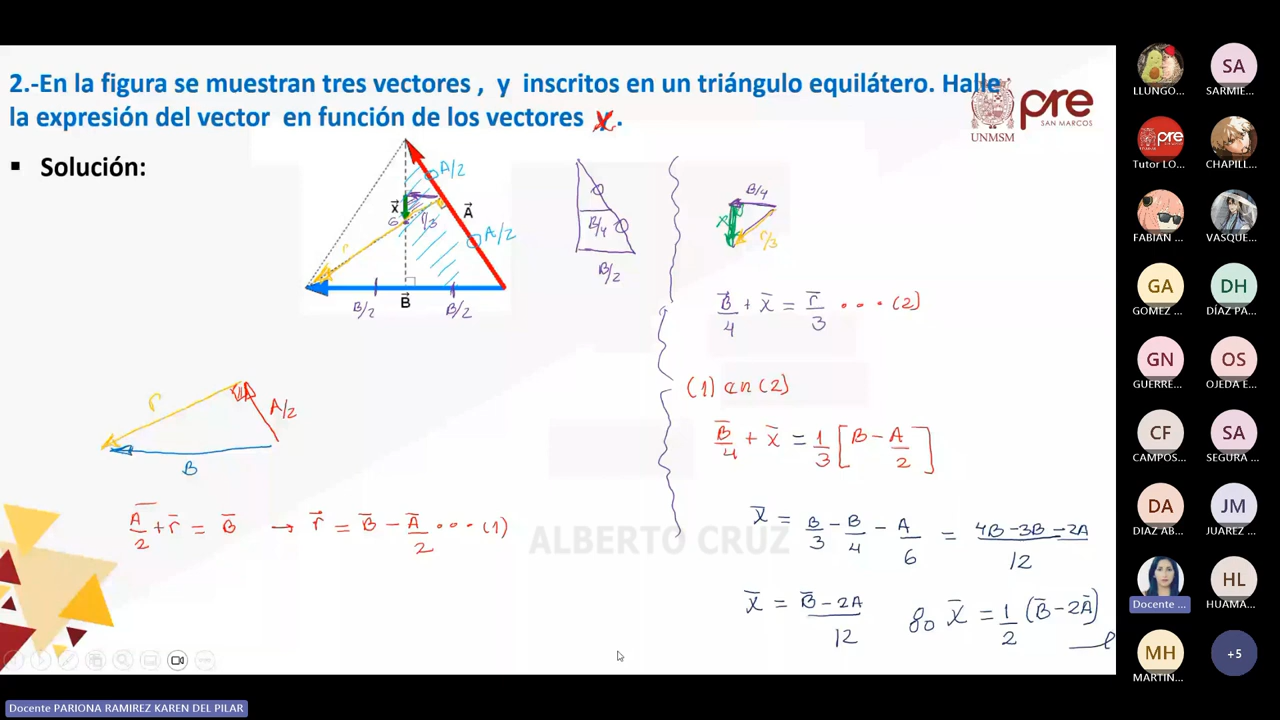 2.-En la figura se muestran tres vectores , y inscritos en un triángulo equilátero. Halle
la expresión del vector en función de los vectores x .
UNMSM
pre
SAN MARCOS
▪ Solución:
A/2
X
G
r/3
A
A/2
r
B/2
B
B/2
B/4
B/2
B/4
X
r/3
B/4 + x = r/3 ... (2)
(1) en (2)
B/4 + x = 1/3 [B - A/2]
x = B/3 - B/4 - A/6 = 4B-3B-2A/12
x = B-2A/12
x = 1/2 (B-2A)
r
A/2
B
A/2 + r = B → r = B - A/2 ... (1)
ALBERTO CRUZ
LLUNGO...
SA
SARMIE...
pre
Tutor LO...
CHAPILL...
FABIAN ...
VASQUE...
GA
GOMEZ ...
DH
DÍAZ PA...
GN
GUERRE...
OS
OJEDA E...
CF
CAMPOS...
SA
SEGURA ...
DA
DIAZ AB...
JM
JUAREZ ...
Docente ...
HL
HUAMA...
MH
MARTIN...
+5
Docente PARIONA RAMIREZ KAREN DEL PILAR